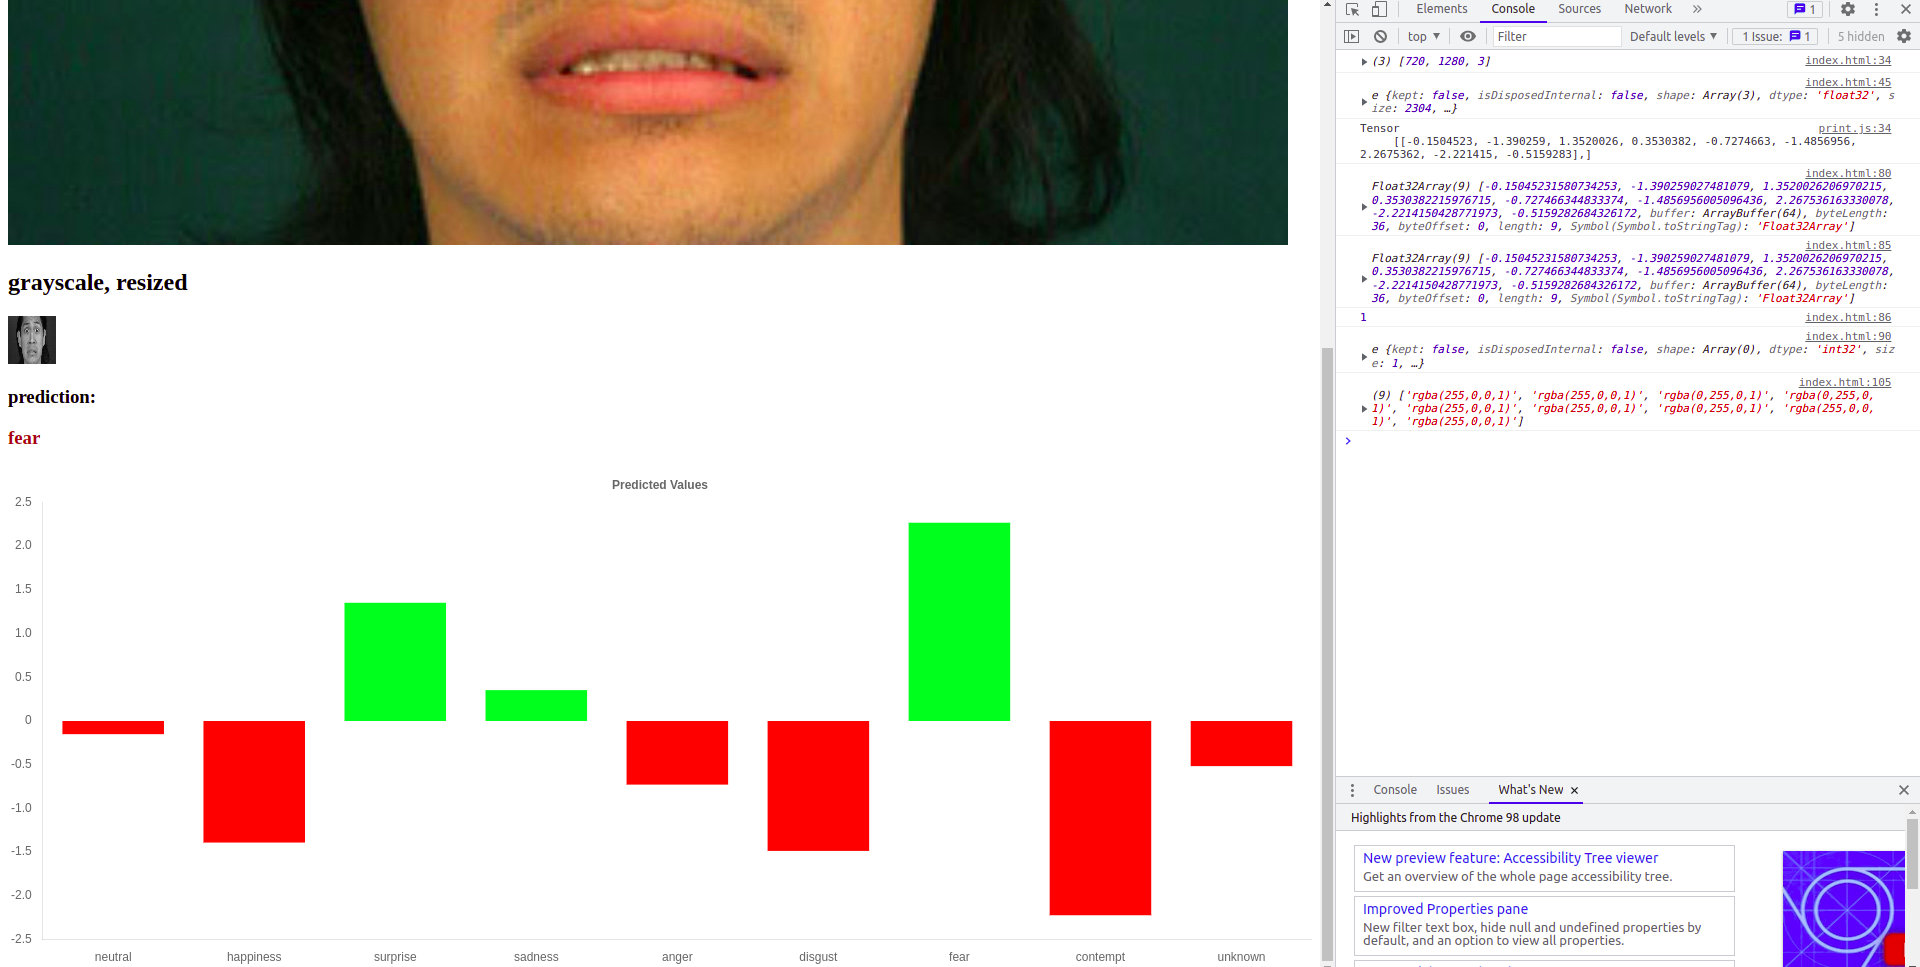 grayscale, resized
prediction:
fear
Predicted Values
2.5
2.0
1.5
1.0
0.5
0
-0.5
-1.0
-1.5
-2.0
-2.5
neutral happiness surprise sadness anger disgust fear contempt unknown
Elements Console Sources Network » 1
top ▼ Filter Default levels ▼ 1 Issue: 1 5 hidden
(3) [720, 1280, 3] index.html:34
index.html:45
e {kept: false, isDisposedInternal: false, shape: Array(3), dtype: 'float32', s
ize: 2304, …}
Tensor print.js:34
[[-0.1504523, -1.390259, 1.3520026, 0.3530382, -0.7274663, -1.4856956,
2.2675362, -2.221415, -0.5159283],]
index.html:80
Float32Array(9) [-0.15045231580734253, -1.390259027481079, 1.3520026206970215,
0.3530382215976715, -0.727466344833374, -1.4856956005096436, 2.267536163330078,
-2.2214150428771973, -0.5159282684326172, buffer: ArrayBuffer(64), byteLength:
36, byteOffset: 0, length: 9, Symbol(Symbol.toStringTag): 'Float32Array']
index.html:85
Float32Array(9) [-0.15045231580734253, -1.390259027481079, 1.3520026206970215,
0.3530382215976715, -0.727466344833374, -1.4856956005096436, 2.267536163330078,
-2.2214150428771973, -0.5159282684326172, buffer: ArrayBuffer(64), byteLength:
36, byteOffset: 0, length: 9, Symbol(Symbol.toStringTag): 'Float32Array']
1 index.html:86
index.html:90
e {kept: false, isDisposedInternal: false, shape: Array(0), dtype: 'int32', siz
e: 1, …}
index.html:105
(9) ['rgba(255,0,0,1)', 'rgba(255,0,0,1)', 'rgba(0,255,0,1)', 'rgba(0,255,0,
1)', 'rgba(255,0,0,1)', 'rgba(255,0,0,1)', 'rgba(0,255,0,1)', 'rgba(255,0,0,
1)', 'rgba(255,0,0,1)']
Console Issues What's New
Highlights from the Chrome 98 update
New preview feature: Accessibility Tree viewer
Get an overview of the whole page accessibility tree.
Improved Properties pane
New filter text box, hide null and undefined properties by
default, and an option to view all properties.